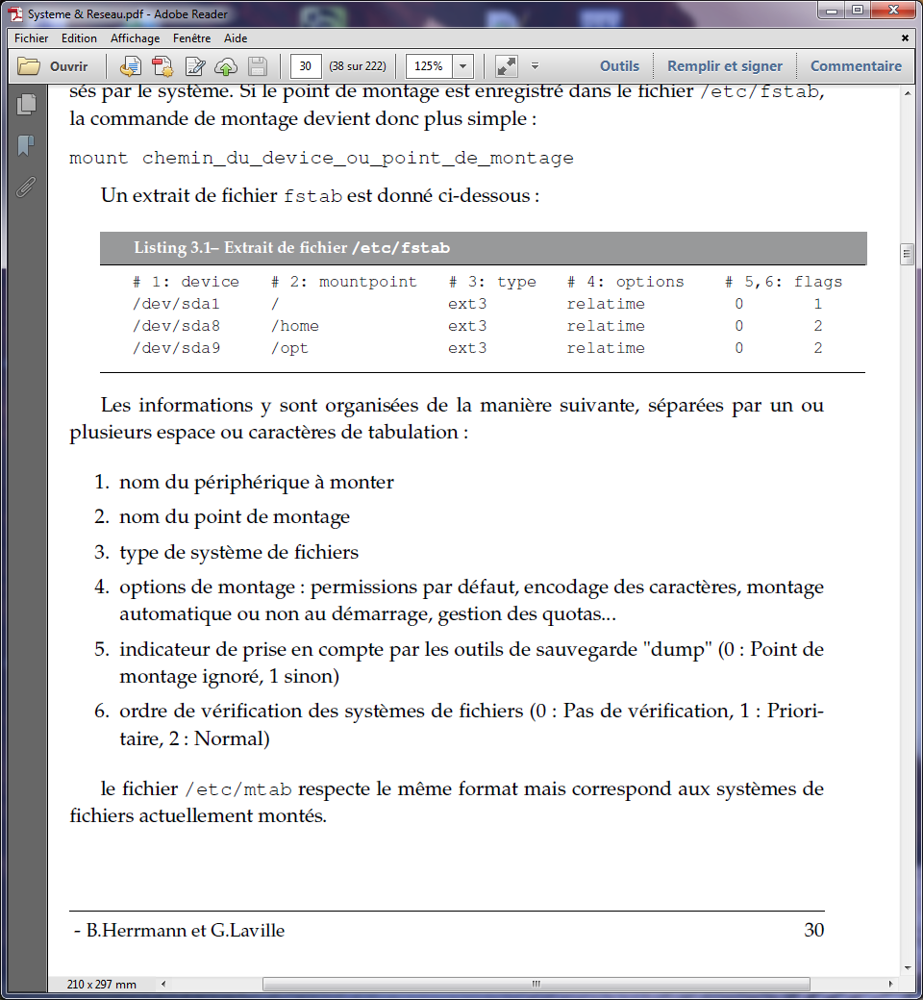 Systeme & Reseau.pdf - Adobe Reader
Fichier Edition Affichage Fenêtre Aide
Ouvrir 30 (38 sur 222) 125% Outils Remplir et signer Commentaire
sés par le système. Si le point de montage est enregistré dans le fichier /etc/fstab,
la commande de montage devient donc plus simple :
mount chemin_du_device_ou_point_de_montage
Un extrait de fichier fstab est donné ci-dessous :
Listing 3.1– Extrait de fichier /etc/fstab
# 1: device # 2: mountpoint # 3: type # 4: options # 5,6: flags
/dev/sda1 / ext3 relatime 0 1
/dev/sda8 /home ext3 relatime 0 2
/dev/sda9 /opt ext3 relatime 0 2
Les informations y sont organisées de la manière suivante, séparées par un ou
plusieurs espace ou caractères de tabulation :
1. nom du périphérique à monter
2. nom du point de montage
3. type de système de fichiers
4. options de montage : permissions par défaut, encodage des caractères, montage
automatique ou non au démarrage, gestion des quotas...
5. indicateur de prise en compte par les outils de sauvegarde "dump" (0 : Point de
montage ignoré, 1 sinon)
6. ordre de vérification des systèmes de fichiers (0 : Pas de vérification, 1 : Priori-
taire, 2 : Normal)
le fichier /etc/mtab respecte le même format mais correspond aux systèmes de
fichiers actuellement montés.
- B.Herrmann et G.Laville 30
210 x 297 mm